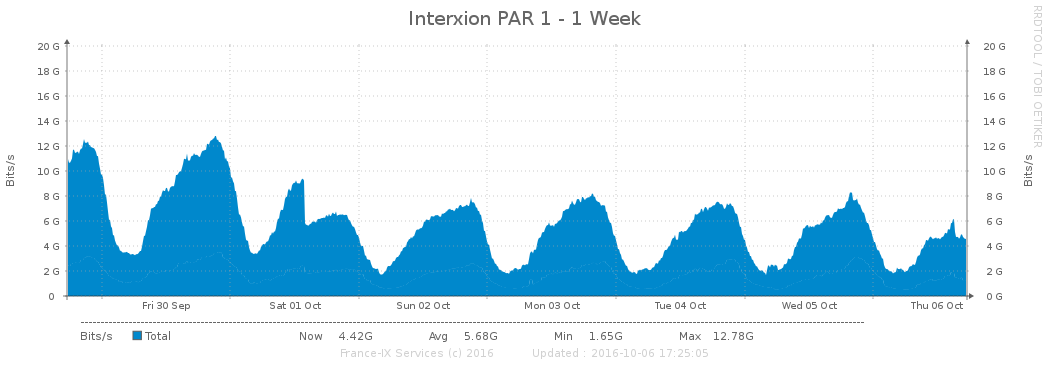 Interxion PAR 1 - 1 Week
RRDTOOL / TOBI OETIKER
Bits/s
20 G 20 G
18 G 18 G
16 G 16 G
14 G 14 G
12 G 12 G
10 G 10 G
8 G 8 G
6 G 6 G
4 G 4 G
2 G 2 G
0 0 G
Bits/s
Fri 30 Sep Sat 01 Oct Sun 02 Oct Mon 03 Oct Tue 04 Oct Wed 05 Oct Thu 06 Oct
Bits/s Total Now 4.42G Avg 5.68G Min 1.65G Max 12.78G
France-IX Services (c) 2016 Updated : 2016-10-06 17:25:05